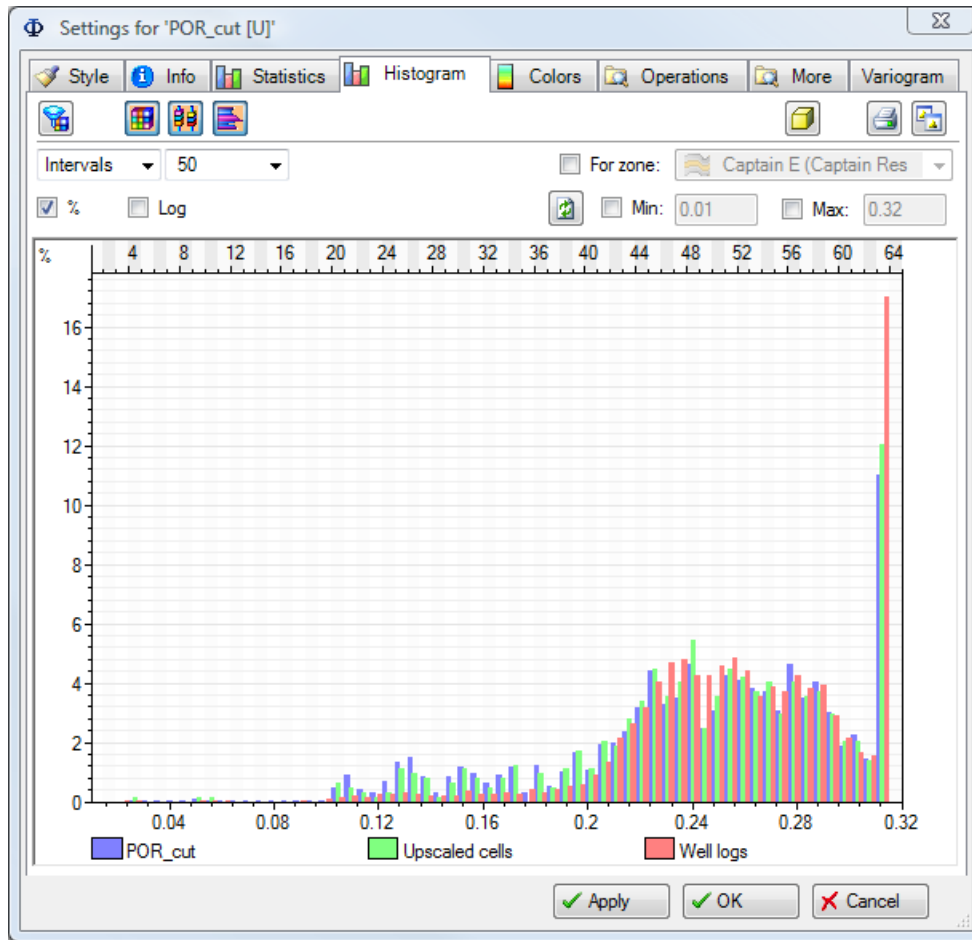 Settings for 'POR_cut [U]'
Style Info Statistics Histogram Colors Operations More Variogram
Intervals 50 For zone: Captain E (Captain Res
% Log Min: 0.01 Max: 0.32
% 4 8 12 16 20 24 28 32 36 40 44 48 52 56 60 64
16
14
12
10
8
6
4
2
0
0.04 0.08 0.12 0.16 0.2 0.24 0.28 0.32
POR_cut Upscaled cells Well logs
Apply OK Cancel